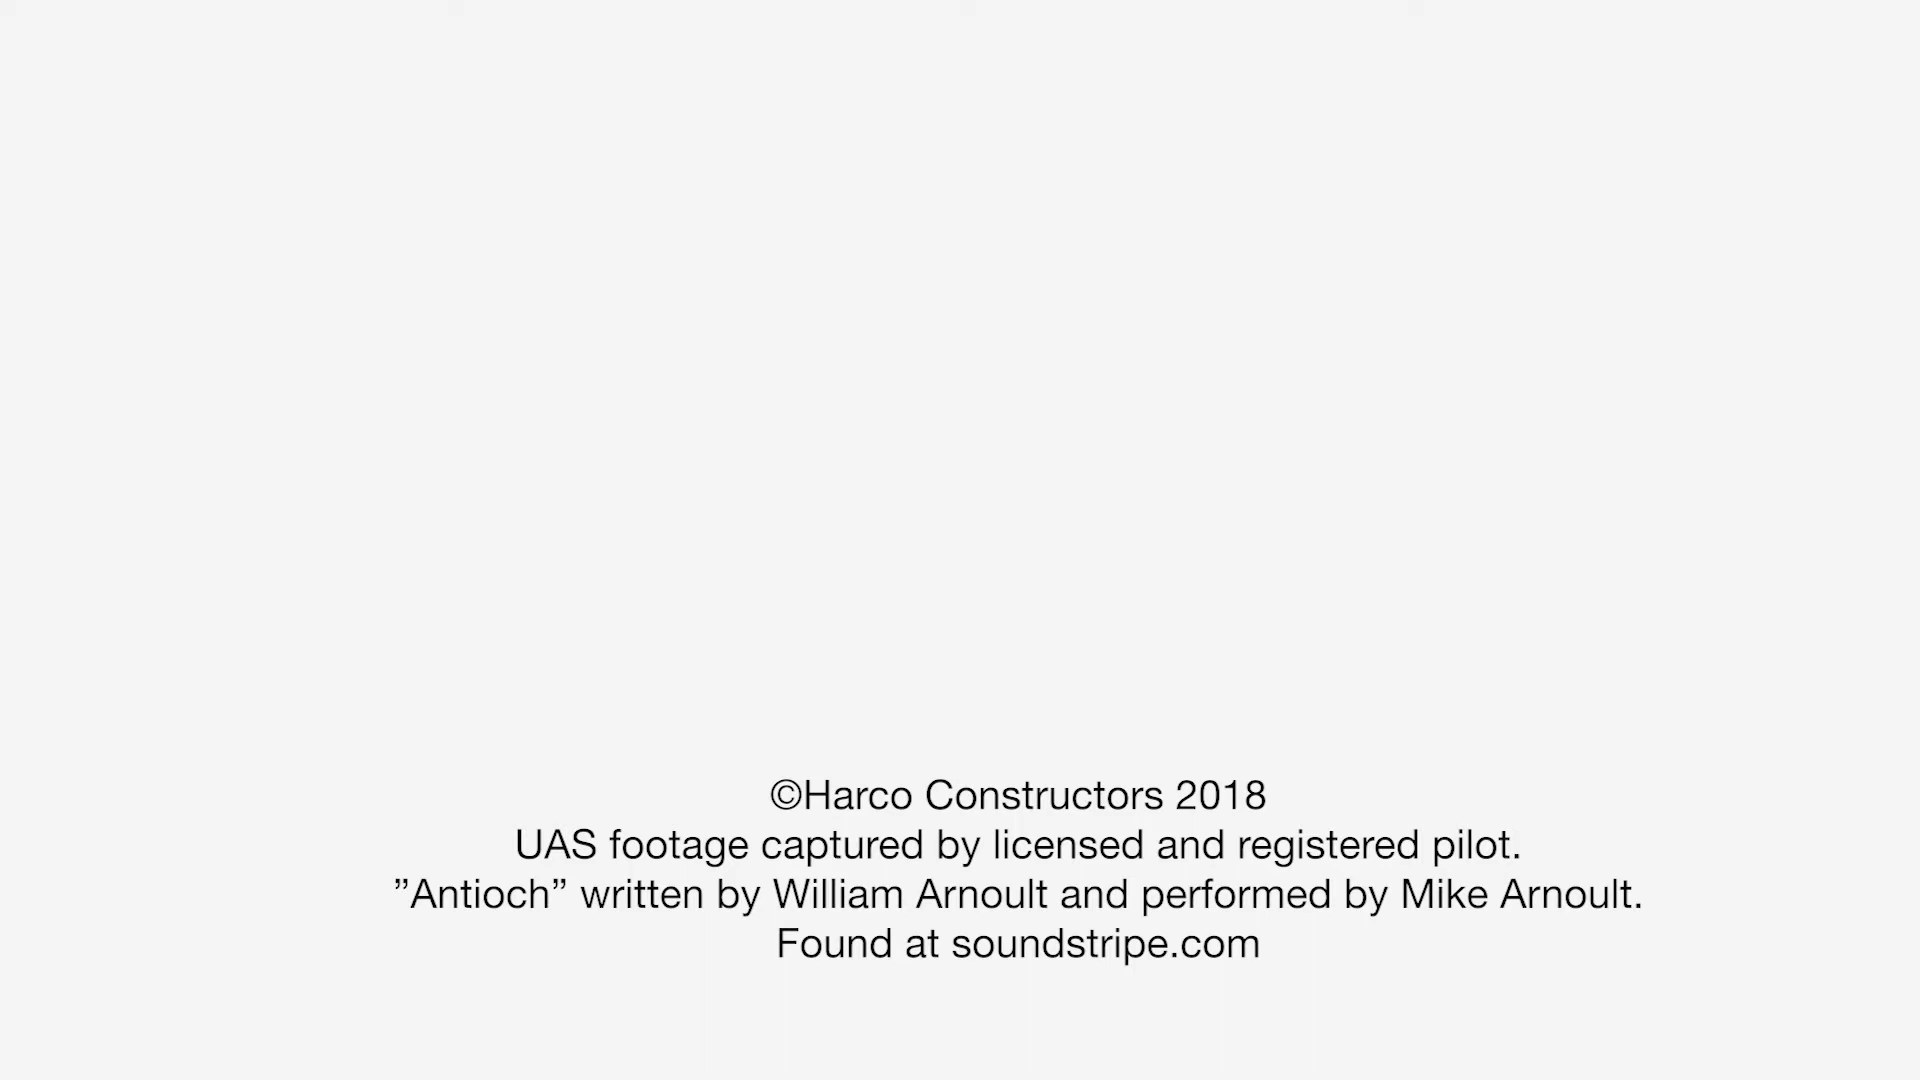 ©Harco Constructors 2018
UAS footage captured by licensed and registered pilot.
”Antioch” written by William Arnoult and performed by Mike Arnoult.
Found at soundstripe.com